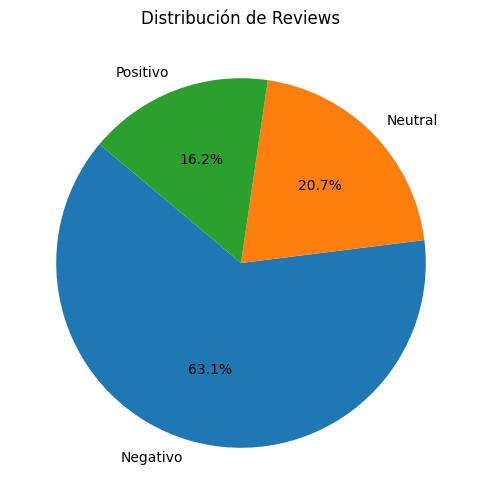 Distribución de Reviews
Positivo
Neutral
16.2%
20.7%
63.1%
Negativo